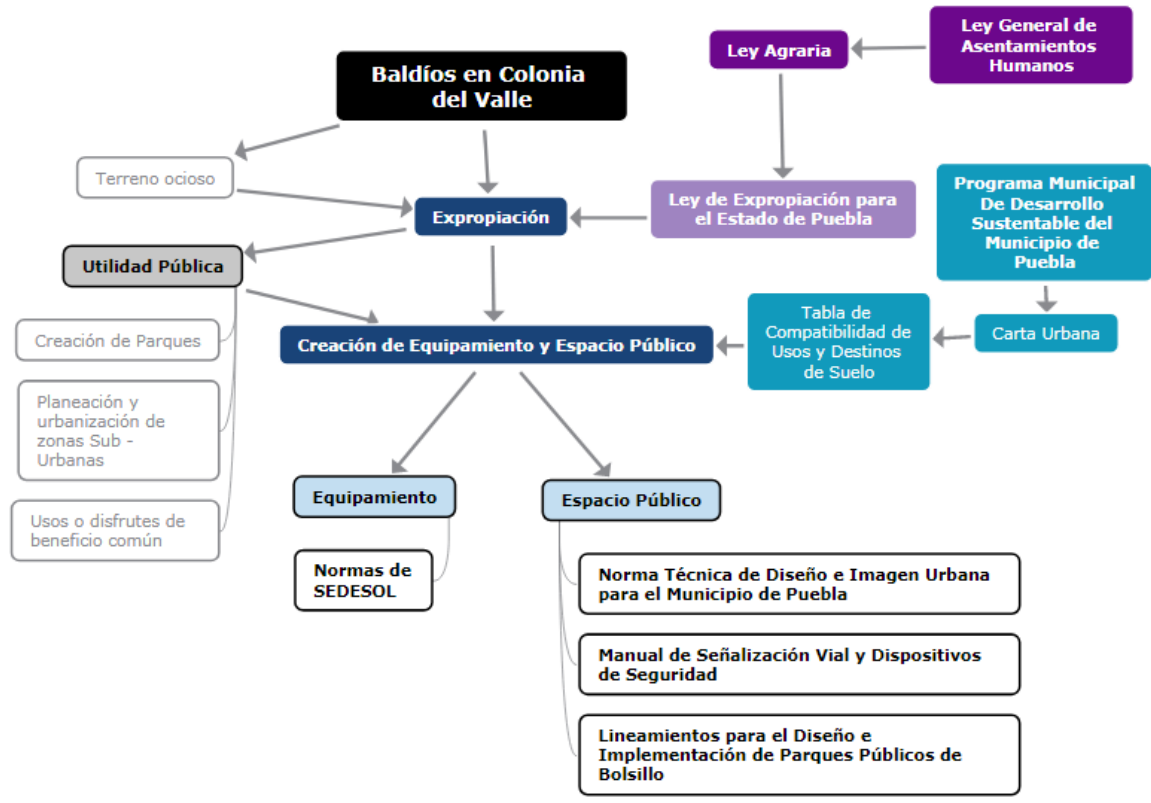 Baldíos en Colonia
del Valle
Ley Agraria
Ley General de
Asentamientos
Humanos
Terreno ocioso
Expropiación
Ley de Expropiación para
el Estado de Puebla
Programa Municipal
De Desarrollo
Sustentable del
Municipio de
Puebla
Utilidad Pública
Creación de Parques
Planeación y
urbanización de
zonas Sub -
Urbanas
Usos o disfrutes de
beneficio común
Creación de Equipamiento y Espacio Público
Tabla de
Compatibilidad de
Usos y Destinos
de Suelo
Carta Urbana
Equipamiento
Normas de
SEDESOL
Espacio Público
Norma Técnica de Diseño e Imagen Urbana
para el Municipio de Puebla
Manual de Señalización Vial y Dispositivos
de Seguridad
Lineamientos para el Diseño e
Implementación de Parques Públicos de
Bolsillo